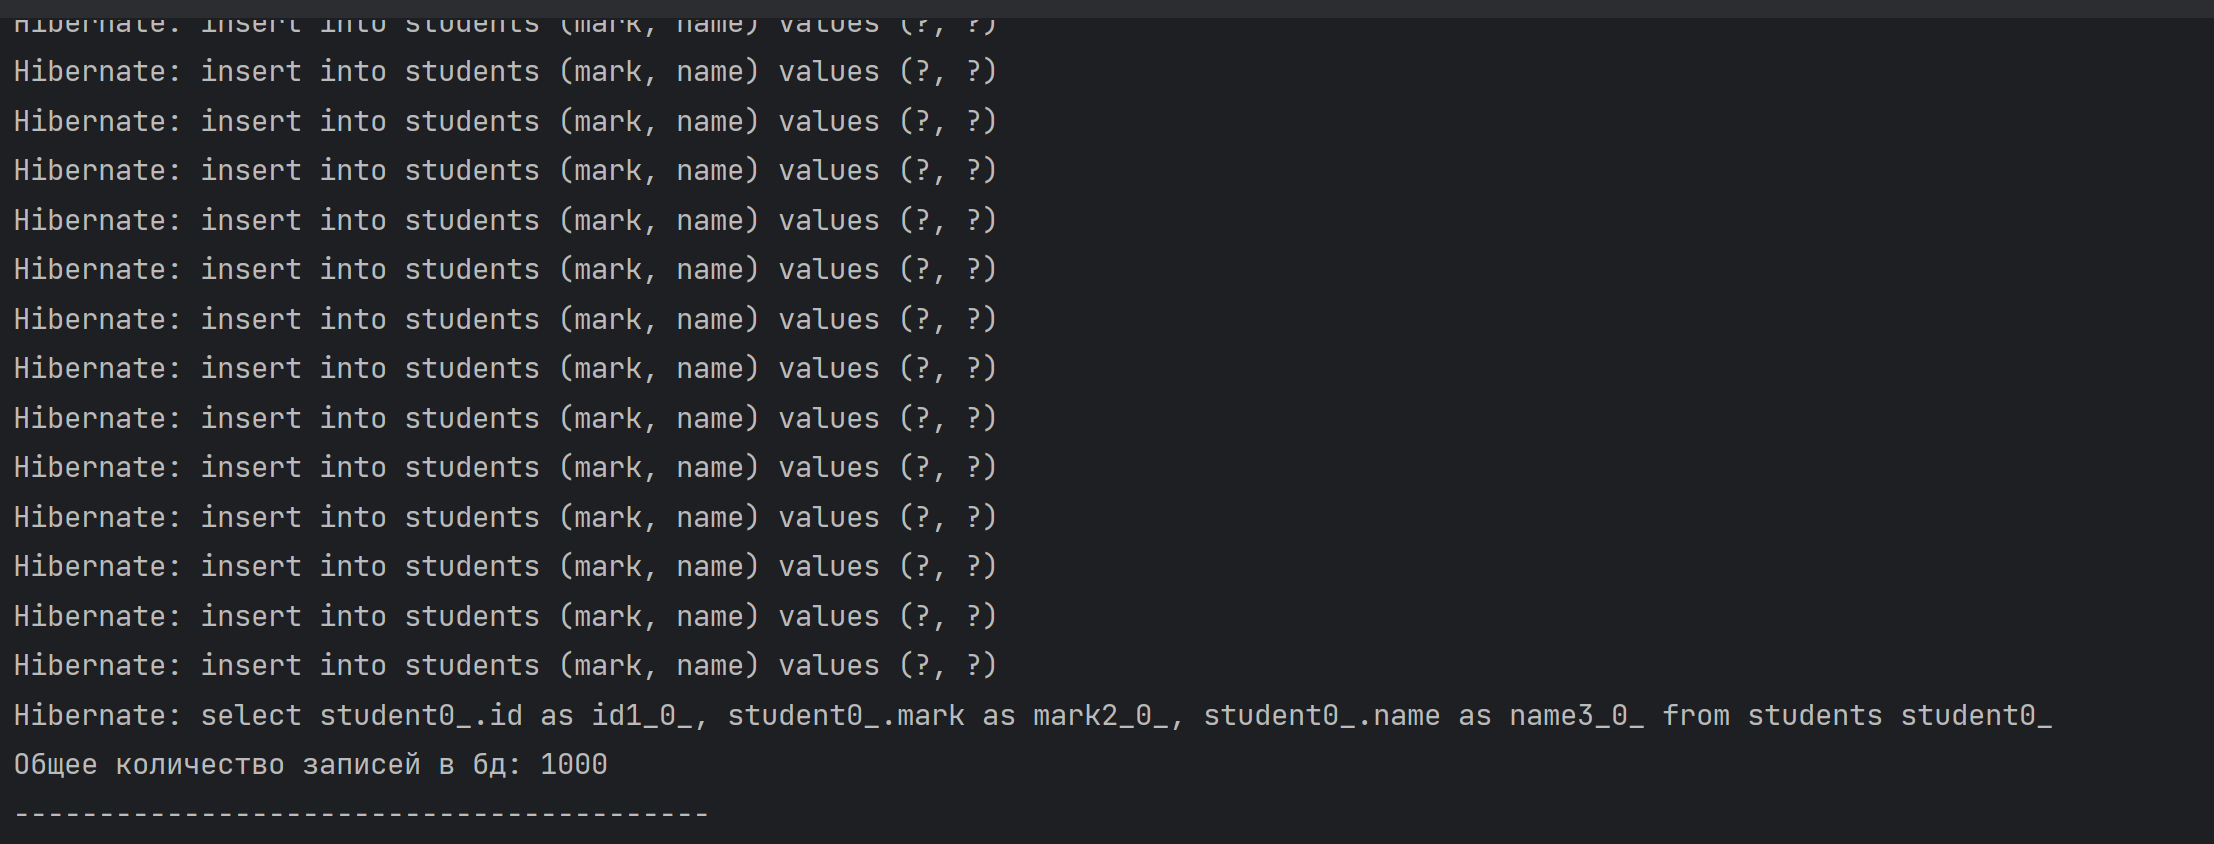 Hibernate: insert into students (mark, name) values (?, ?)
Hibernate: insert into students (mark, name) values (?, ?)
Hibernate: insert into students (mark, name) values (?, ?)
Hibernate: insert into students (mark, name) values (?, ?)
Hibernate: insert into students (mark, name) values (?, ?)
Hibernate: insert into students (mark, name) values (?, ?)
Hibernate: insert into students (mark, name) values (?, ?)
Hibernate: insert into students (mark, name) values (?, ?)
Hibernate: insert into students (mark, name) values (?, ?)
Hibernate: insert into students (mark, name) values (?, ?)
Hibernate: insert into students (mark, name) values (?, ?)
Hibernate: insert into students (mark, name) values (?, ?)
Hibernate: insert into students (mark, name) values (?, ?)
Hibernate: insert into students (mark, name) values (?, ?)
Hibernate: select student0_.id as id1_0_, student0_.mark as mark2_0_, student0_.name as name3_0_ from students student0_
Общее количество записей в бд: 1000
-----------------------------------------